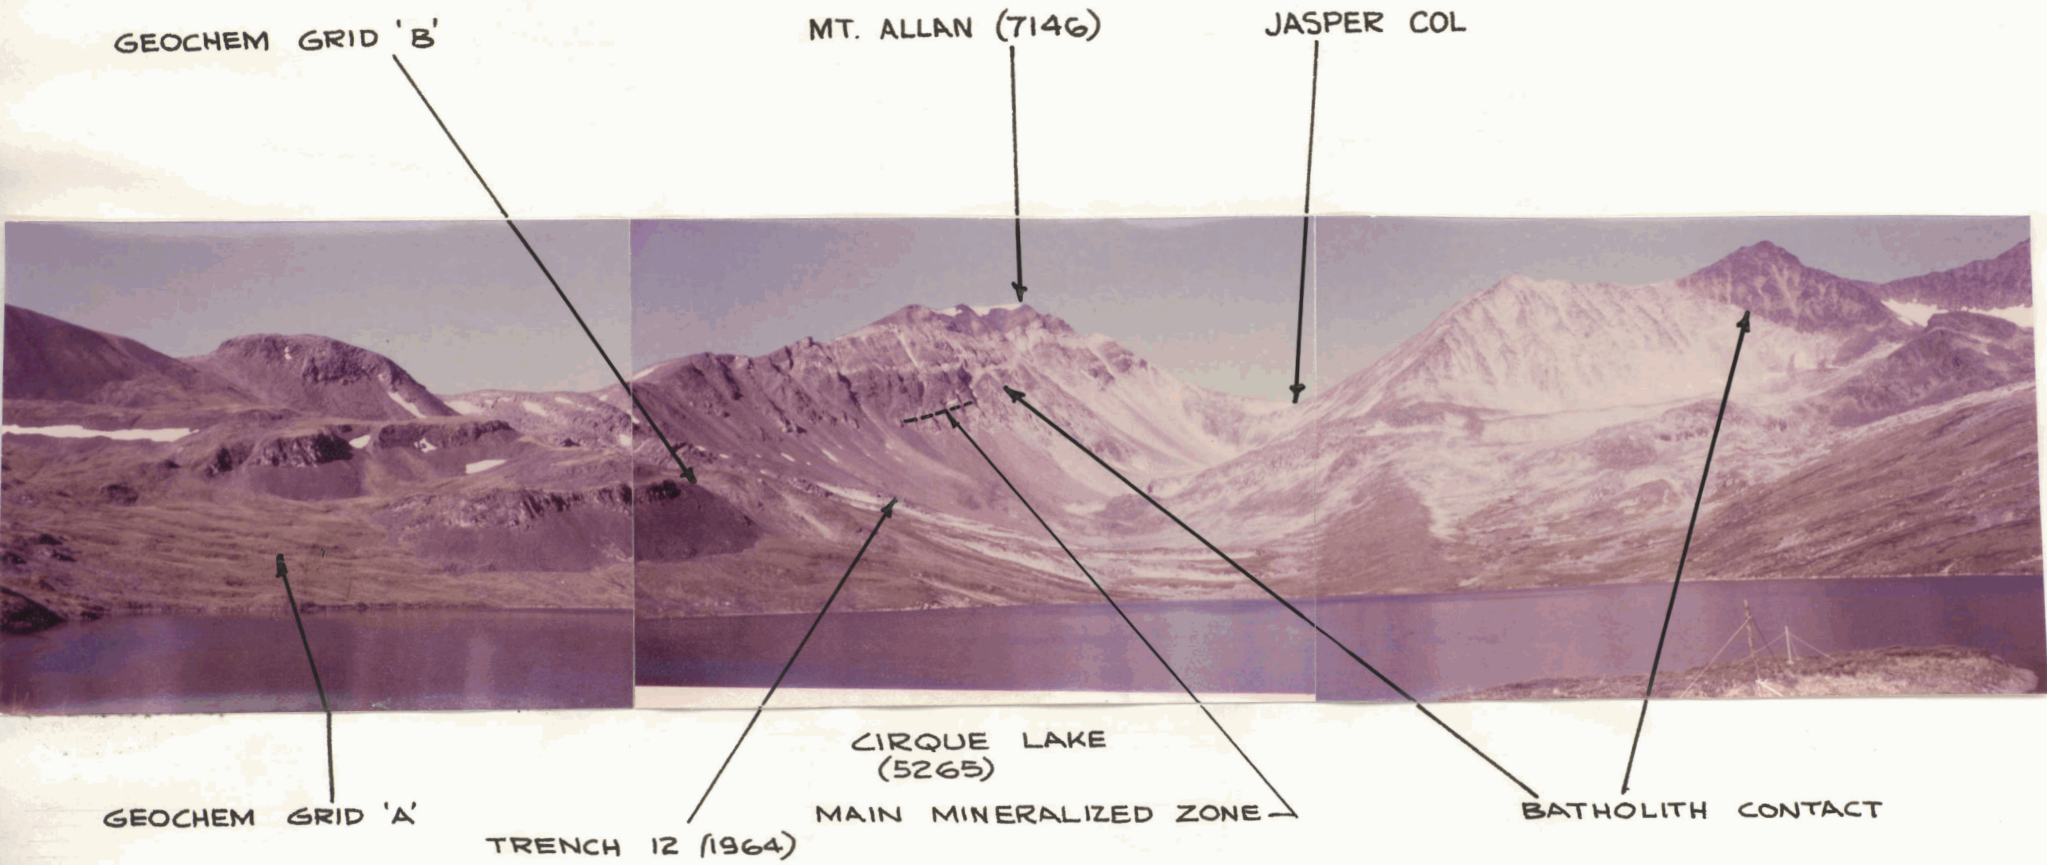 GEOCHEM GRID 'B'
MT. ALLAN (7146)
JASPER COL
CIRQUE LAKE
(5265)
GEOCHEM GRID 'A'
TRENCH 12 (1964)
MAIN MINERALIZED ZONE
BATHOLITH CONTACT